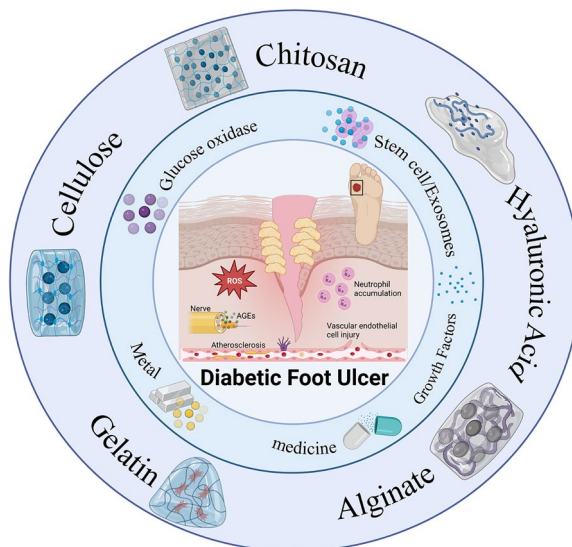 Chitosan
Hyaluronic Acid
Alginate
Gelatin
Cellulose
Glucose oxidase
Stem cell/Exosomes
Growth Factors
medicine
Metal
ROS
Neutrophil
accumulation
Nerve
AGEs
Vascular endothelial
cell injury
Atherosclerosis
Diabetic Foot Ulcer